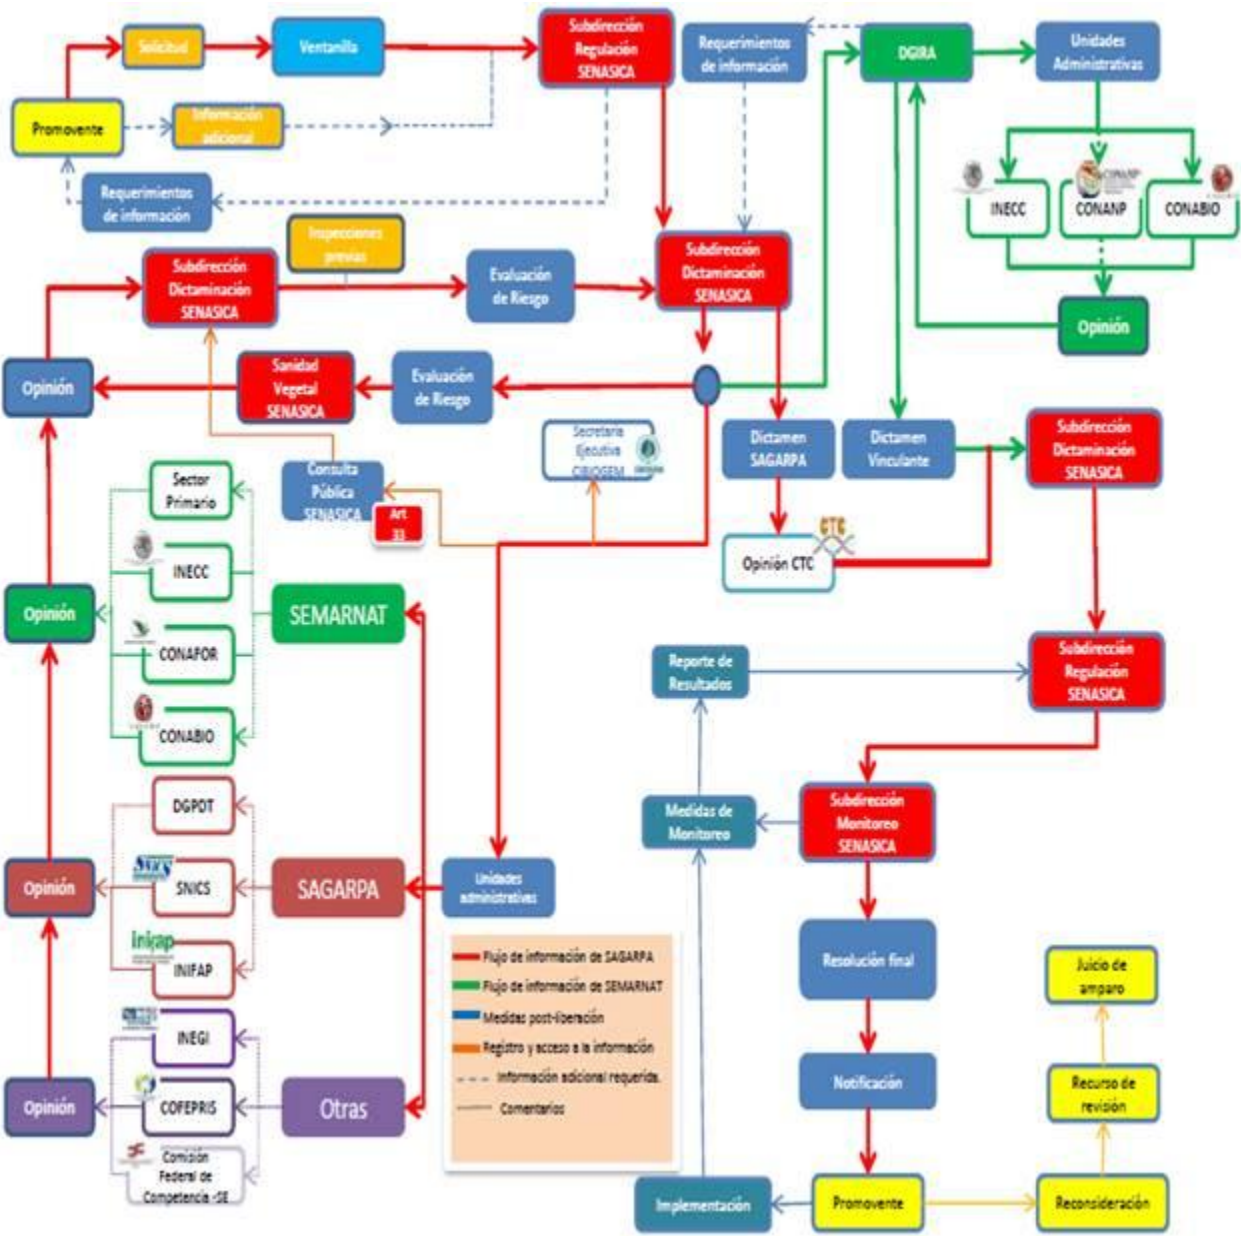 Solicitud
Ventanilla
Subdirección
Regulación
SENASICA
Requerimientos
de información
DGIRA
Unidades
Administrativas
Promovente
Información
adicional
Requerimientos
de información
INECC
CONANP
CONANP
CONABIO
Inspecciones
previas
Subdirección
Dictaminación
SENASICA
Evaluación
de Riesgo
Subdirección
Dictaminación
SENASICA
Opinión
Opinión
Sanidad
Vegetal
SENASICA
Evaluación
de Riesgo
Secretaria
Ejecutiva
CIBIOGEM
Dictamen
SAGARPA
Dictamen
Vinculante
Subdirección
Dictaminación
SENASICA
Consulta
Pública
SENASICA
Art
33
Sector
Primario
CTC
Opinión CTC
INECC
Opinión
SEMARNAT
CONAFOR
CONABIO
Reporte de
Resultados
Subdirección
Regulación
SENASICA
DGPDT
Medidas de
Monitoreo
Subdirección
Monitoreo
SENASICA
Opinión
SNICS
SNICS
SAGARPA
Unidades
administrativas
inifap
INIFAP
Flujo de información de SAGARPA
Flujo de información de SEMARNAT
Medidas post-liberación
Registro y acceso a la información
Información adicional requerida.
Comentarios
Resolución final
Juicio de
amparo
INEGI
Opinión
COFEPRIS
Otras
Notificación
Recurso de
revisión
Comisión
Federal de
Competencia -SE
Implementación
Promovente
Reconsideración